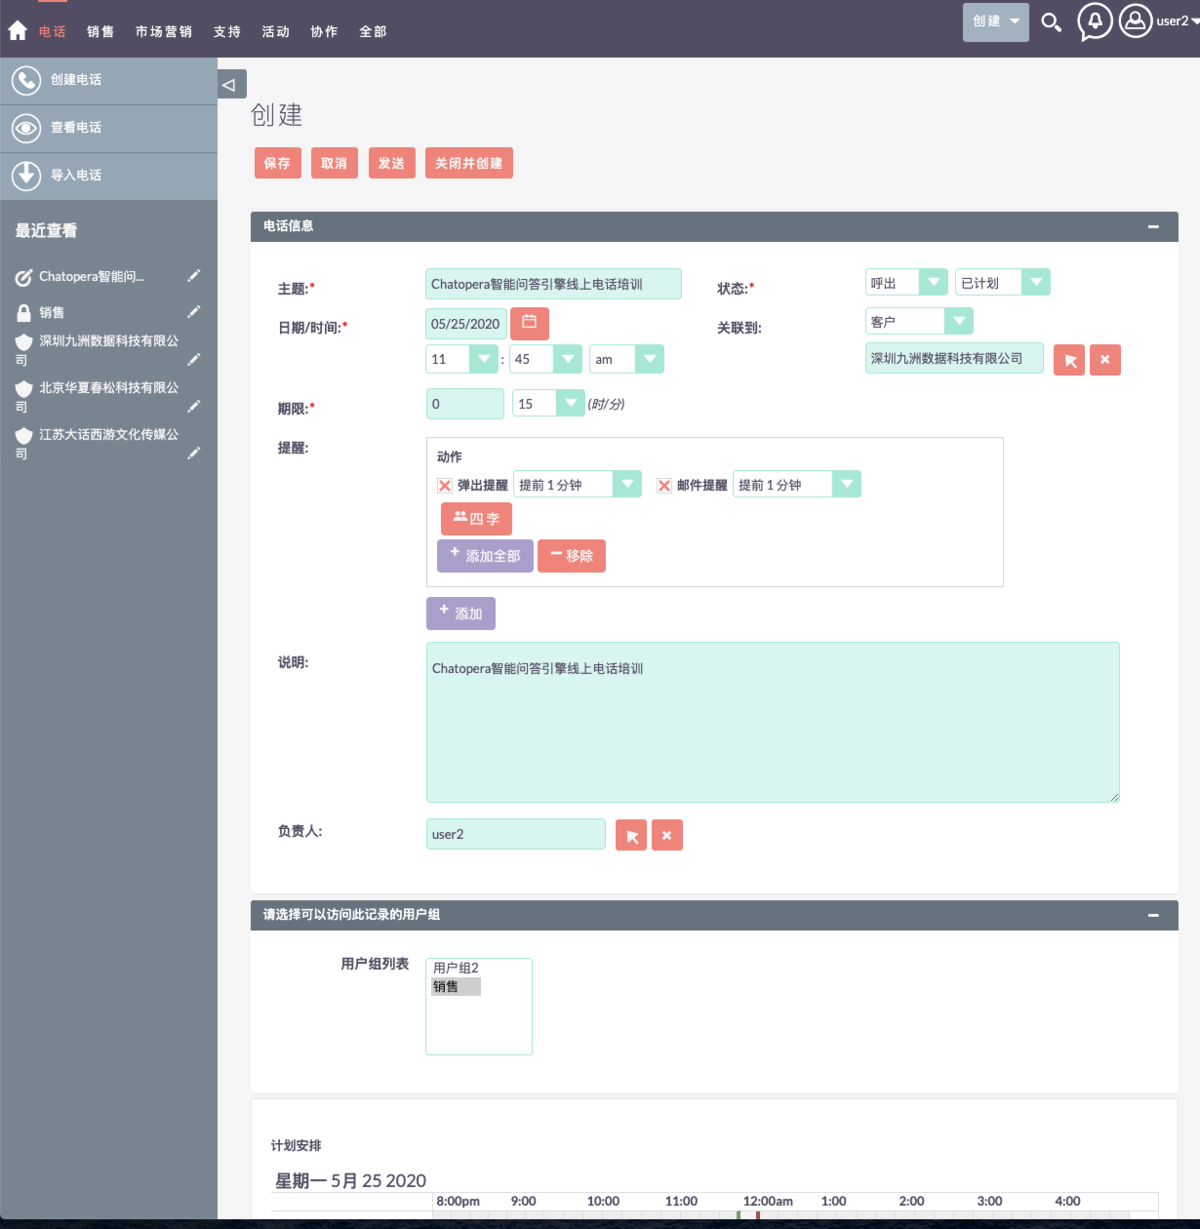 电话 销售 市场营销 支持 活动 协作 全部 创建 user2
创建电话
查看电话
导入电话
最近查看
Chatopera智能问...
销售
深圳九洲数据科技有限公
司
北京华夏春松科技有限公
司
江苏大话西游文化传媒公
司
创建
保存 取消 发送 关闭并创建
电话信息
主题:* Chatopera智能问答引擎线上电话培训 状态:* 呼出 已计划
日期/时间:* 05/25/2020 关联到: 客户
11 : 45 am 深圳九洲数据科技有限公司
期限:* 0 15 (时/分)
提醒:
动作
弹出提醒 提前 1 分钟 邮件提醒 提前 1 分钟
四 李
+ 添加全部 − 移除
+ 添加
说明: Chatopera智能问答引擎线上电话培训
负责人: user2
请选择可以访问此记录的用户组
用户组列表 用户组2
销售
计划安排
星期一 5月 25 2020
8:00pm 9:00 10:00 11:00 12:00am 1:00 2:00 3:00 4:00